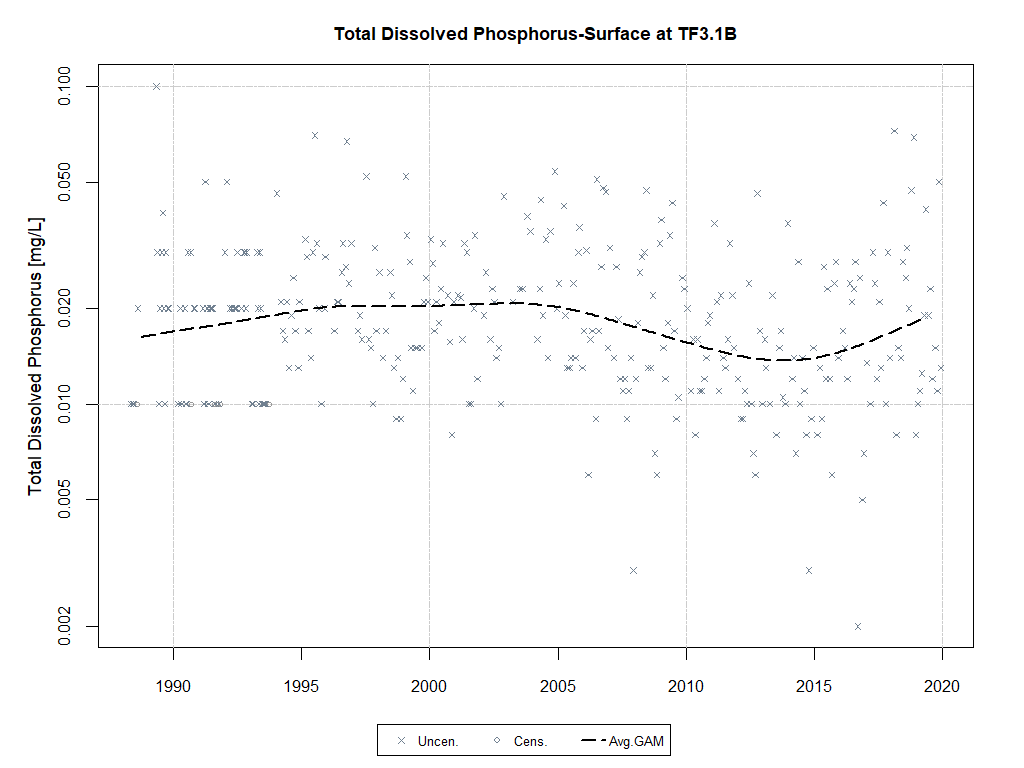 Total Dissolved Phosphorus-Surface at TF3.1B
Total Dissolved Phosphorus [mg/L]
0.100
0.050
0.020
0.010
0.005
0.002
1990 1995 2000 2005 2010 2015 2020
Uncen. Cens. Avg.GAM